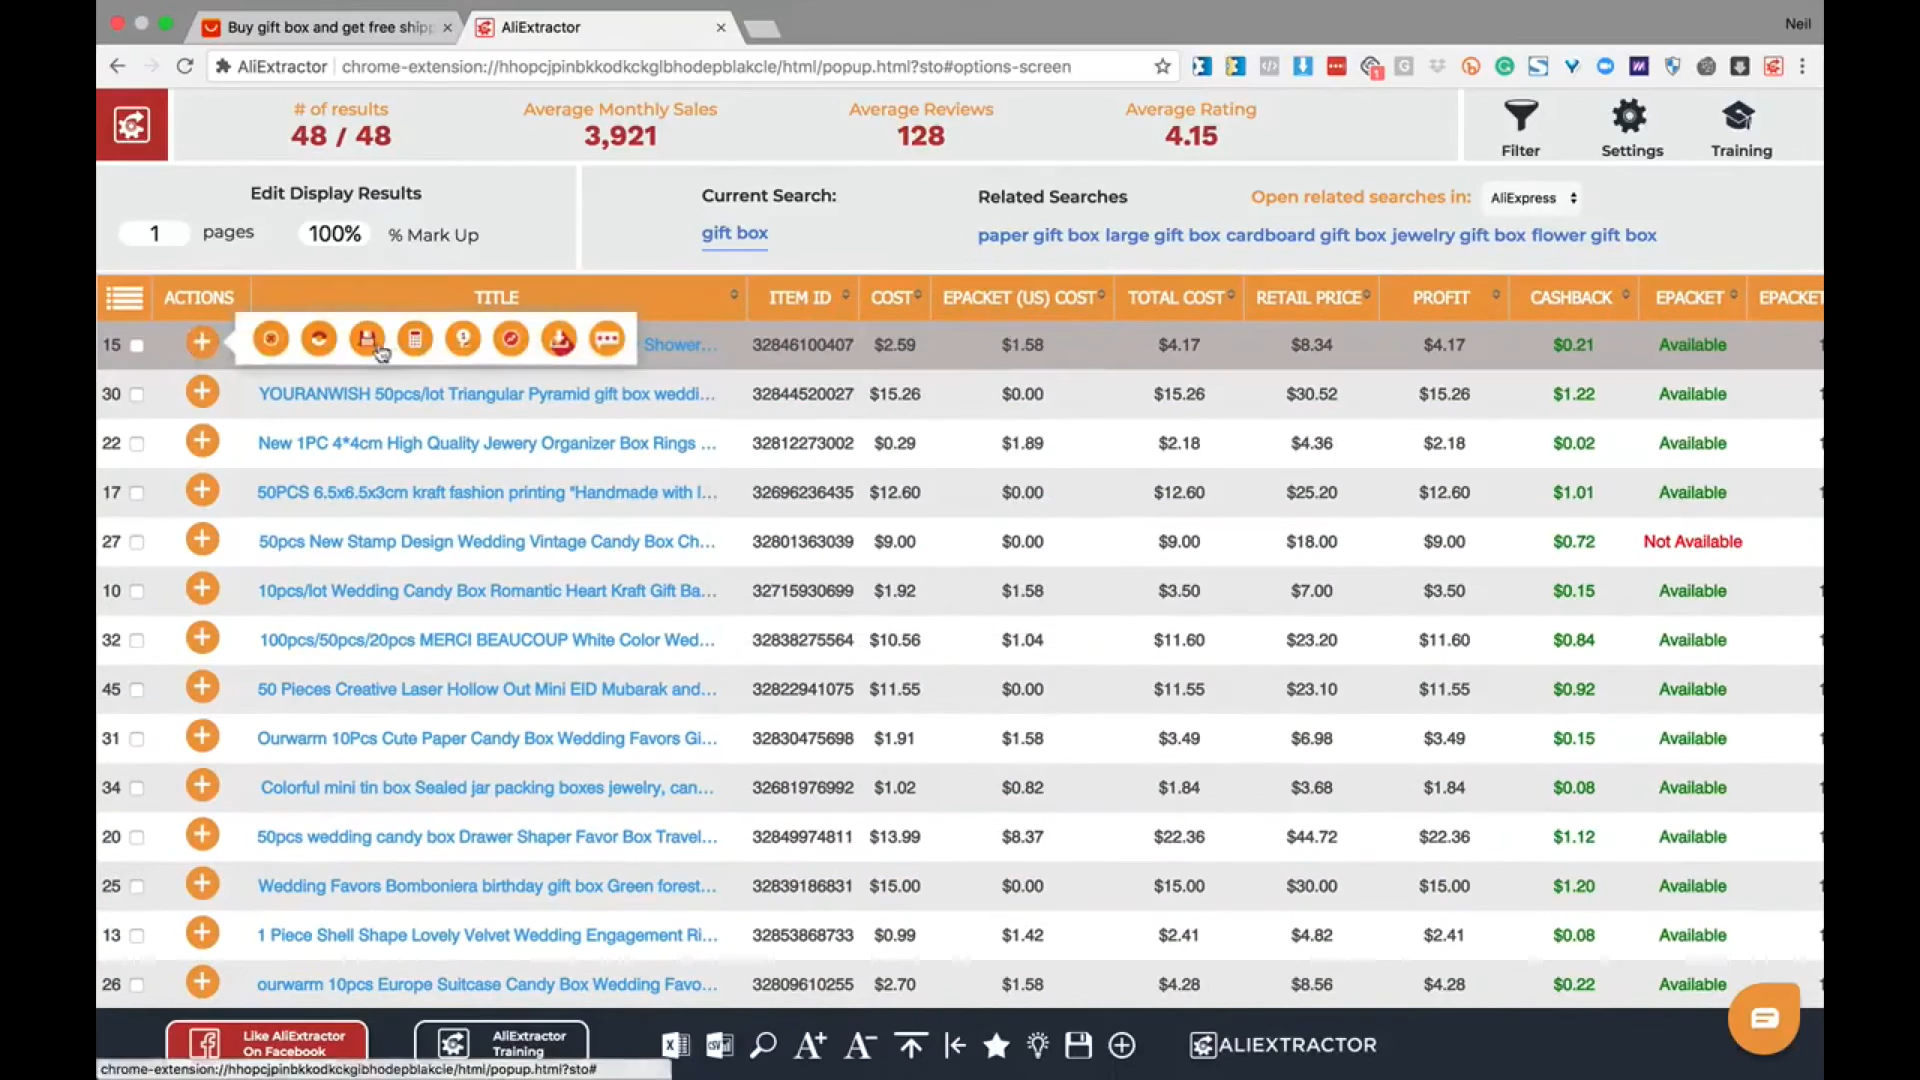 Neil
Buy gift box and get free shipp
AliExtractor
AliExtractor chrome-extension://hhopcjpinbkkodkckglbhodepblakcle/html/popup.html?sto#options-screen
# of results
48 / 48
Average Monthly Sales
3,921
Average Reviews
128
Average Rating
4.15
Filter
Settings
Training
Edit Display Results
1 pages 100% % Mark Up
Current Search:
gift box
Related Searches
Open related searches in: AliExpress
paper gift box large gift box cardboard gift box jewelry gift box flower gift box
ACTIONS TITLE ITEM ID COST EPACKET (US) COST TOTAL COST RETAIL PRICE PROFIT CASHBACK EPACKET EPACKET
15 Shower... 32846100407 $2.59 $1.58 $4.17 $8.34 $4.17 $0.21 Available
30 YOURANWISH 50pcs/lot Triangular Pyramid gift box weddi... 32844520027 $15.26 $0.00 $15.26 $30.52 $15.26 $1.22 Available
22 New 1PC 4*4cm High Quality Jewery Organizer Box Rings ... 32812273002 $0.29 $1.89 $2.18 $4.36 $2.18 $0.02 Available
17 50PCS 6.5x6.5x3cm kraft fashion printing "Handmade with l... 32696236435 $12.60 $0.00 $12.60 $25.20 $12.60 $1.01 Available
27 50pcs New Stamp Design Wedding Vintage Candy Box Ch... 32801363039 $9.00 $0.00 $9.00 $18.00 $9.00 $0.72 Not Available
10 10pcs/lot Wedding Candy Box Romantic Heart Kraft Gift Ba... 32715930699 $1.92 $1.58 $3.50 $7.00 $3.50 $0.15 Available
32 100pcs/50pcs/20pcs MERCI BEAUCOUP White Color Wed... 32838275564 $10.56 $1.04 $11.60 $23.20 $11.60 $0.84 Available
45 50 Pieces Creative Laser Hollow Out Mini EID Mubarak and... 32822941075 $11.55 $0.00 $11.55 $23.10 $11.55 $0.92 Available
31 Ourwarm 10Pcs Cute Paper Candy Box Wedding Favors Gi... 32830475698 $1.91 $1.58 $3.49 $6.98 $3.49 $0.15 Available
34 Colorful mini tin box Sealed jar packing boxes jewelry, can... 32681976992 $1.02 $0.82 $1.84 $3.68 $1.84 $0.08 Available
20 50pcs wedding candy box Drawer Shaper Favor Box Travel... 32849974811 $13.99 $8.37 $22.36 $44.72 $22.36 $1.12 Available
25 Wedding Favors Bomboniera birthday gift box Green forest... 32839186831 $15.00 $0.00 $15.00 $30.00 $15.00 $1.20 Available
13 1 Piece Shell Shape Lovely Velvet Wedding Engagement Ri... 32853868733 $0.99 $1.42 $2.41 $4.82 $2.41 $0.08 Available
26 ourwarm 10pcs Europe Suitcase Candy Box Wedding Favo... 32809610255 $2.70 $1.58 $4.28 $8.56 $4.28 $0.22 Available
Like AliExtractor
On Facebook
AliExtractor
Training
CSV
A+ A-
ALIEXTRACTOR
chrome-extension://hhopcjpinbkkodkckglbhodepblakcle/html/popup.html?sto#